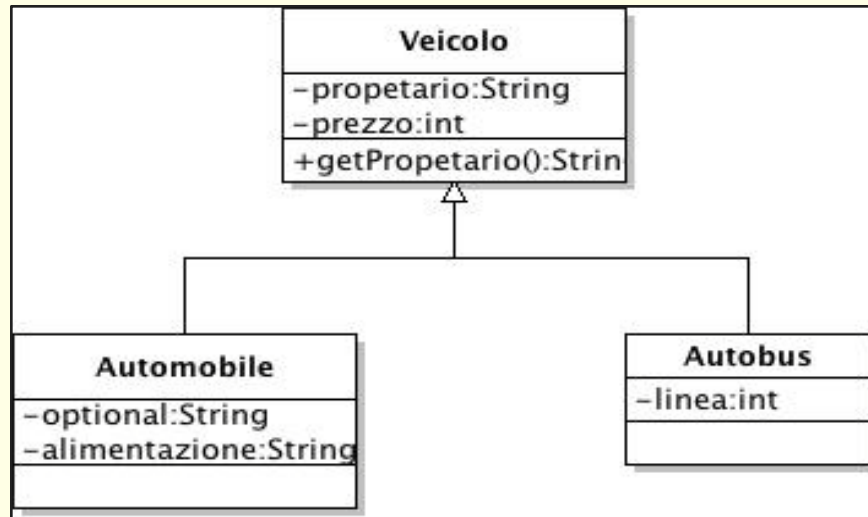 Veicolo
-propetario:String
-prezzo:int
+getPropetario():Strin
Automobile
-optional:String
-alimentazione:String
Autobus
-linea:int